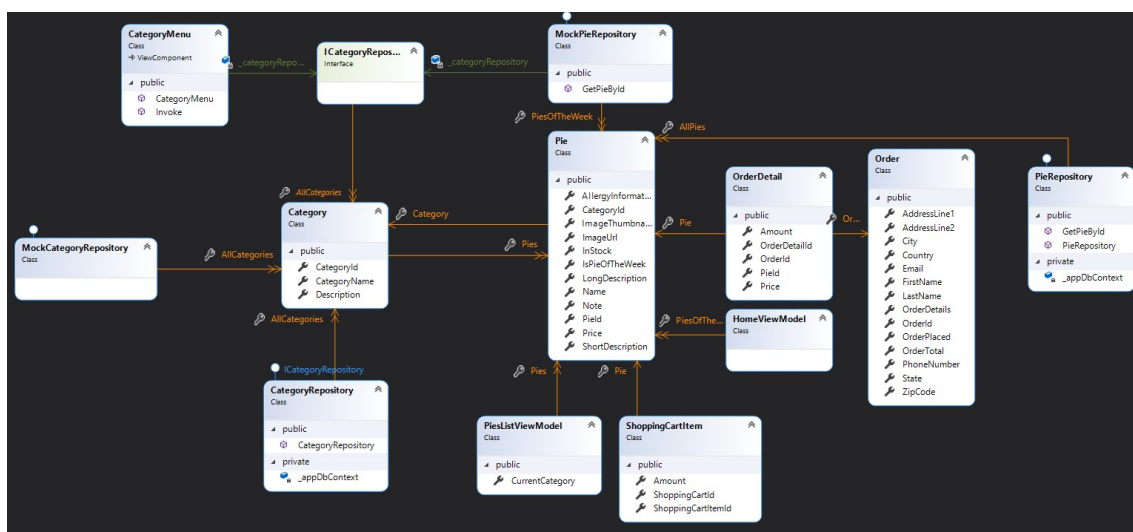 CategoryMenu
Class
ViewComponent
public
CategoryMenu
Invoke
_categoryRepo...
ICategoryRepos...
Interface
_categoryRepository
MockPieRepository
Class
public
GetPieById
PiesOfTheWeek
AllPies
Pie
Class
public
AllergyInformat...
CategoryId
ImageThumbna...
ImageUrl
InStock
IsPieOfTheWeek
LongDescription
Name
Note
PieId
Price
ShortDescription
OrderDetail
Class
public
Amount
OrderDetailId
OrderId
PieId
Price
Pie
Or...
Order
Class
public
AddressLine1
AddressLine2
City
Country
Email
FirstName
LastName
OrderDetails
OrderId
OrderPlaced
OrderTotal
PhoneNumber
State
ZipCode
PieRepository
Class
public
GetPieById
PieRepository
private
_appDbContext
AllCategories
Category
Class
public
CategoryId
CategoryName
Description
Category
Pies
MockCategoryRepository
Class
AllCategories
AllCategories
ICategoryRepository
CategoryRepository
Class
public
CategoryRepository
private
_appDbContext
PiesOfThe...
HomeViewModel
Class
Pies
Pie
PiesListViewModel
Class
public
CurrentCategory
ShoppingCartItem
Class
public
Amount
ShoppingCartId
ShoppingCartItemId